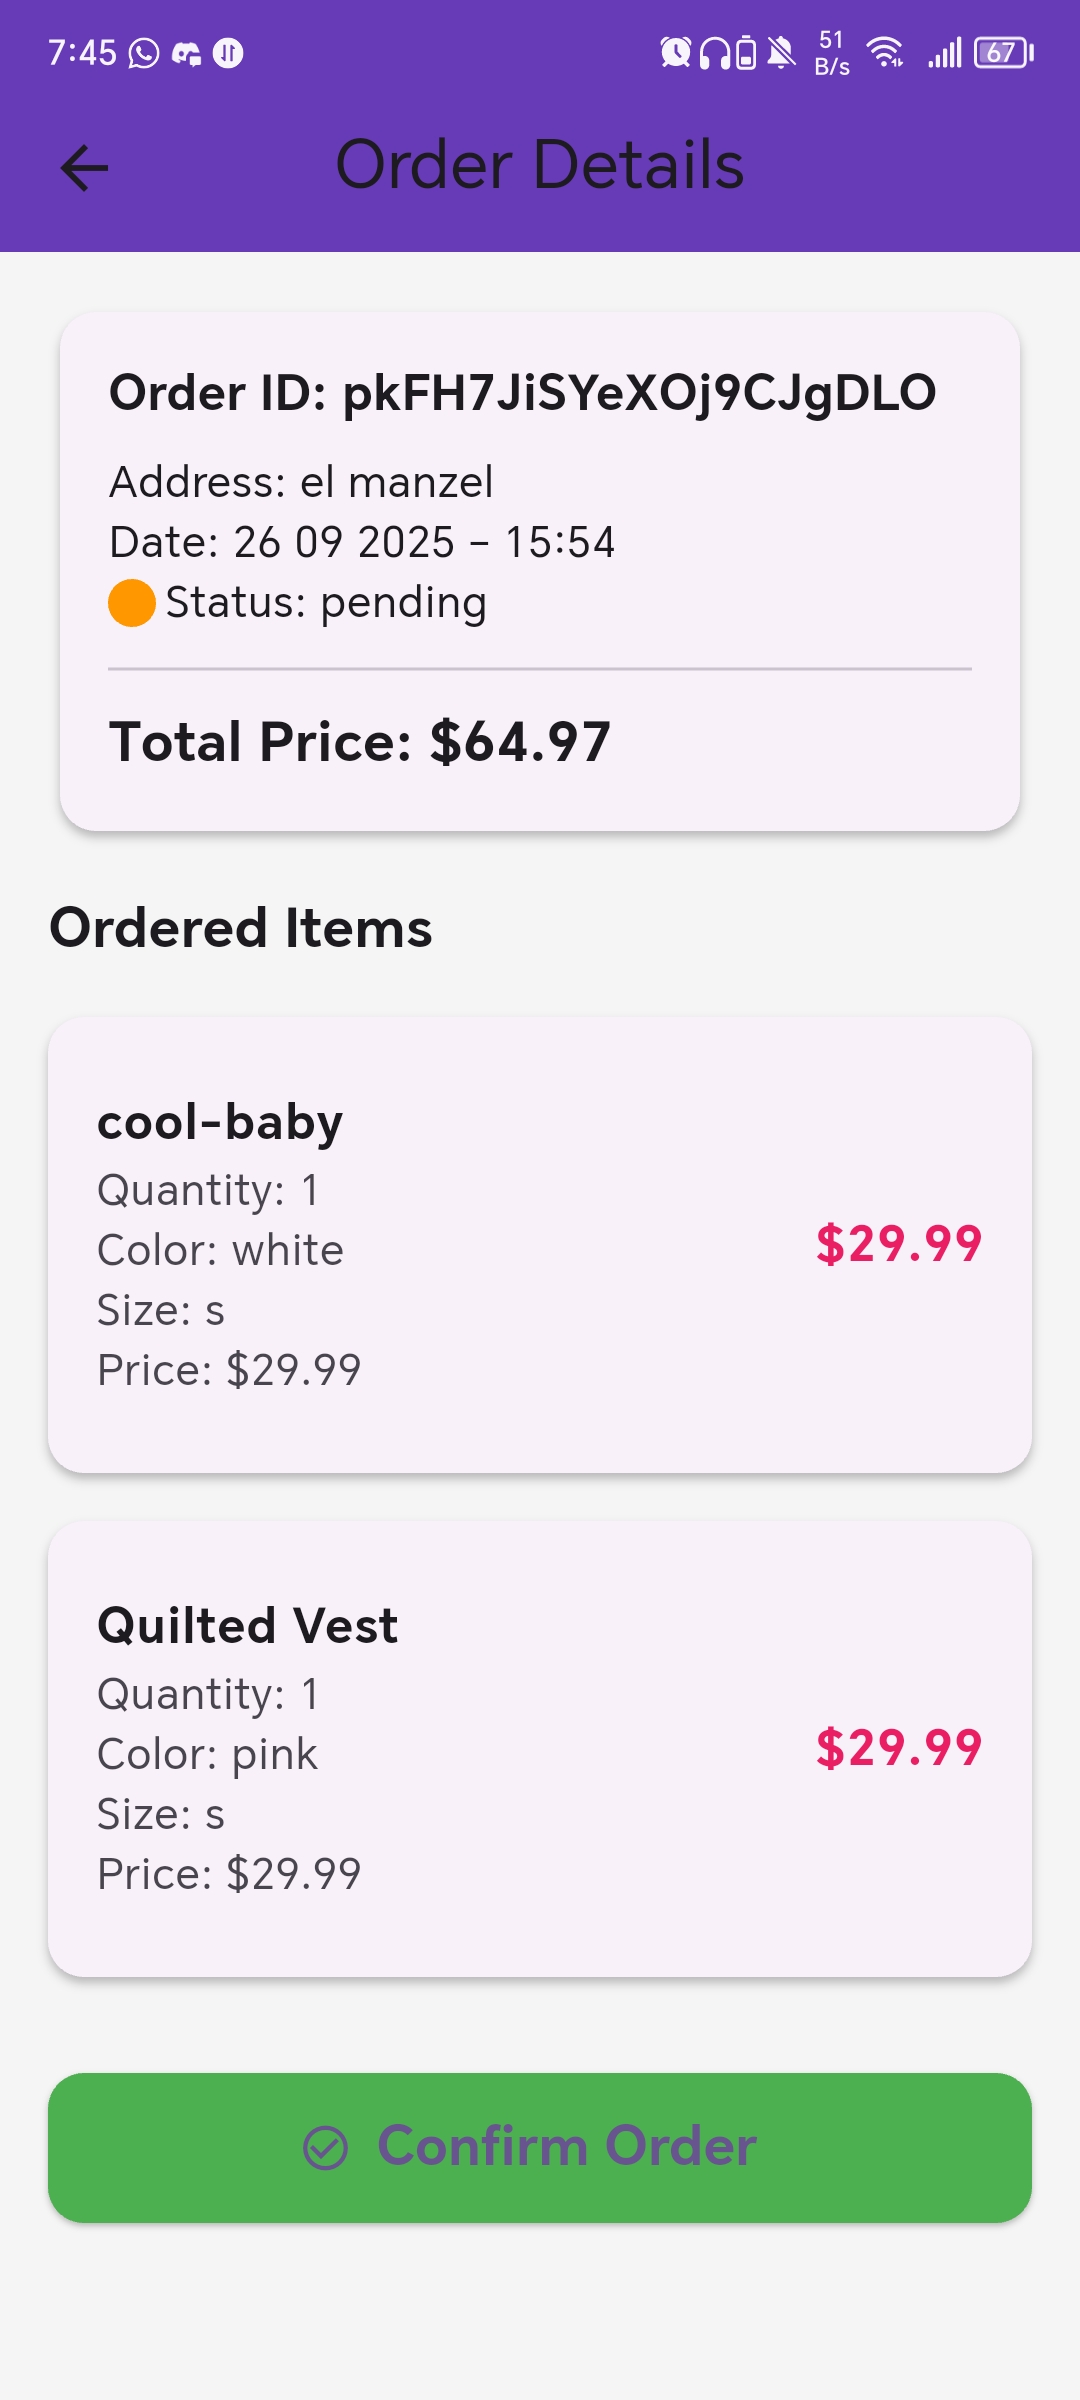 7:45
51
B/s
67
Order Details
Order ID: pkFH7JiSYeXOj9CJgDLO
Address: el manzel
Date: 26 09 2025 – 15:54
Status: pending
Total Price: $64.97
Ordered Items
cool-baby
Quantity: 1
Color: white
Size: s
Price: $29.99
$29.99
Quilted Vest
Quantity: 1
Color: pink
Size: s
Price: $29.99
$29.99
Confirm Order